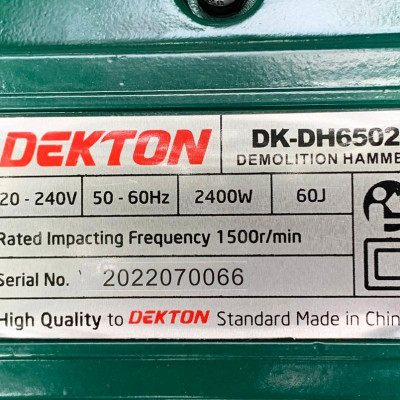 DEKTON DK-DH6502
DEMOLITION HAMME
20 - 240V 50 - 60Hz 2400W 60J
Rated Impacting Frequency 1500r/min
Serial No. 2022070066
High Quality to DEKTON Standard Made in Chin